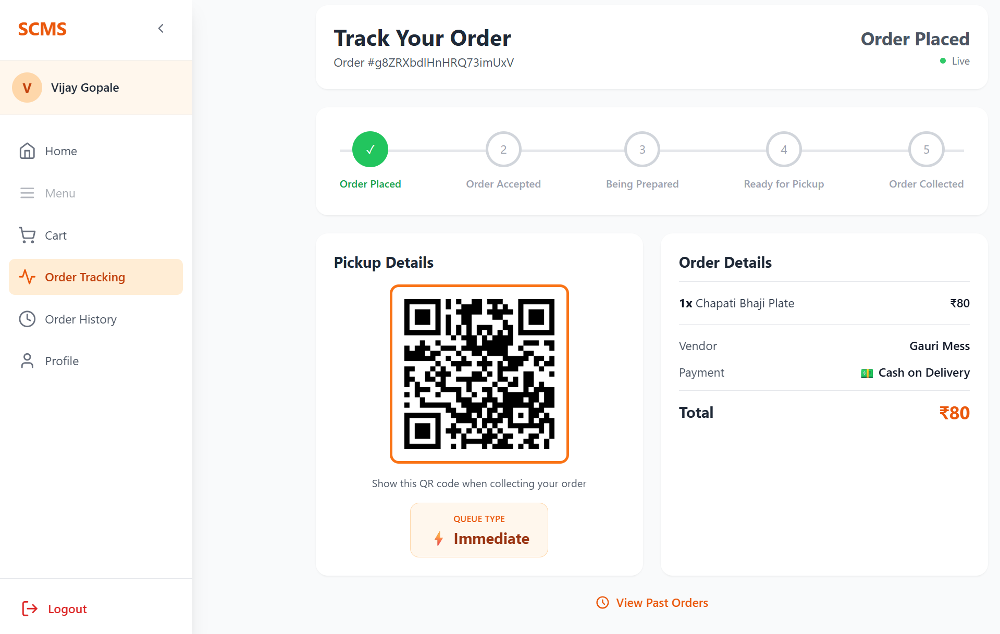 SCMS
V
Vijay Gopale
Home
Menu
Cart
Order Tracking
Order History
Profile
Logout
Track Your Order
Order #g8ZRXbdlHnHRQ73imUxV
Order Placed
Live
✓ 2 3 4 5
Order Placed Order Accepted Being Prepared Ready for Pickup Order Collected
Pickup Details
Show this QR code when collecting your order
QUEUE TYPE
Immediate
Order Details
1x Chapati Bhaji Plate ₹80
Vendor Gauri Mess
Payment Cash on Delivery
Total ₹80
View Past Orders